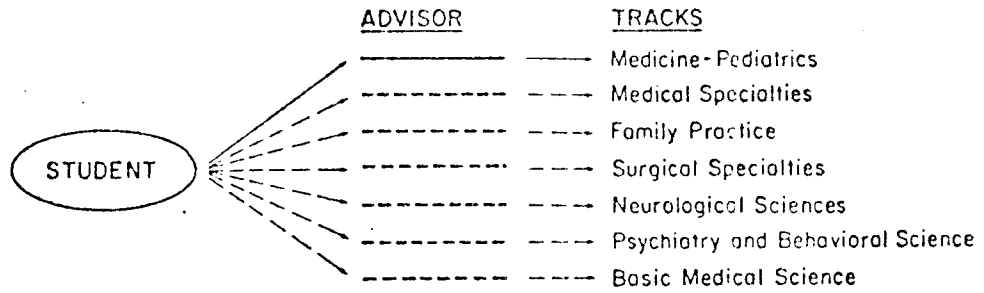 ADVISOR TRACKS
Medicine-Pediatrics
Medical Specialties
Family Practice
STUDENT Surgical Specialties
Neurological Sciences
Psychiatry and Behavioral Science
Basic Medical Science